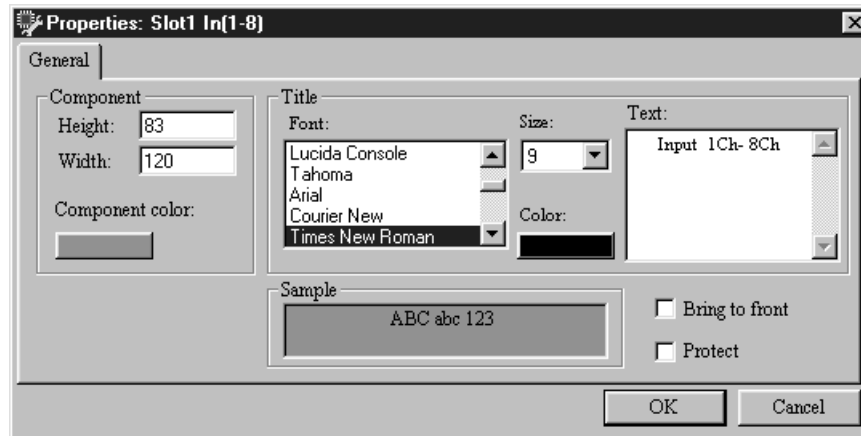 Properties: Slot1 In(1-8)
General
Component
Height: 83
Width: 120
Component color:
Title
Font:
Lucida Console
Tahoma
Arial
Courier New
Times New Roman
Size:
9
Color:
Text:
Input 1Ch- 8Ch
Sample
ABC abc 123
Bring to front
Protect
OK
Cancel